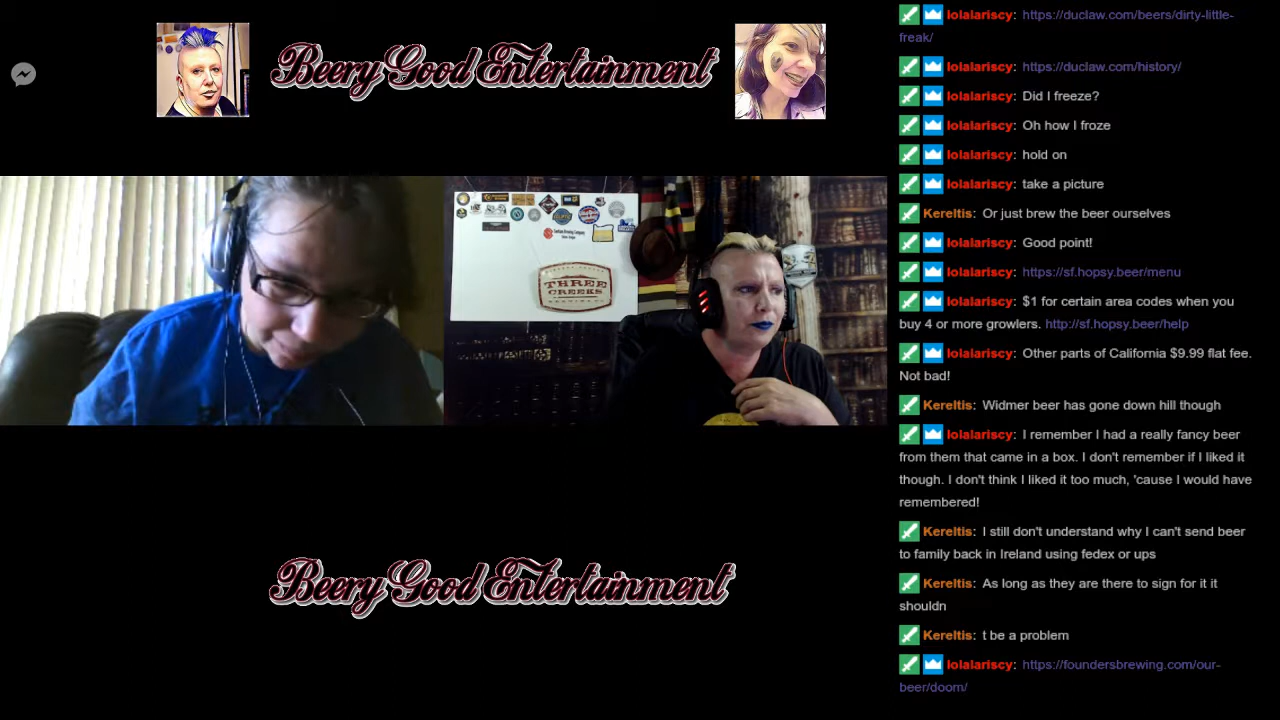 Beery Good Entertainment
THREE
CREEKS
Beery Good Entertainment
lolalariscy: https://duclaw.com/beers/dirty-little-
freak/
lolalariscy: https://duclaw.com/history/
lolalariscy: Did I freeze?
lolalariscy: Oh how I froze
lolalariscy: hold on
lolalariscy: take a picture
Kereltis: Or just brew the beer ourselves
lolalariscy: Good point!
lolalariscy: https://sf.hopsy.beer/menu
lolalariscy: $1 for certain area codes when you
buy 4 or more growlers. http://sf.hopsy.beer/help
lolalariscy: Other parts of California $9.99 flat fee.
Not bad!
Kereltis: Widmer beer has gone down hill though
lolalariscy: I remember I had a really fancy beer
from them that came in a box. I don't remember if I liked it
though. I don't think I liked it too much, 'cause I would have
remembered!
Kereltis: I still don't understand why I can't send beer
to family back in Ireland using fedex or ups
Kereltis: As long as they are there to sign for it it
shouldn
Kereltis: t be a problem
lolalariscy: https://foundersbrewing.com/our-
beer/doom/